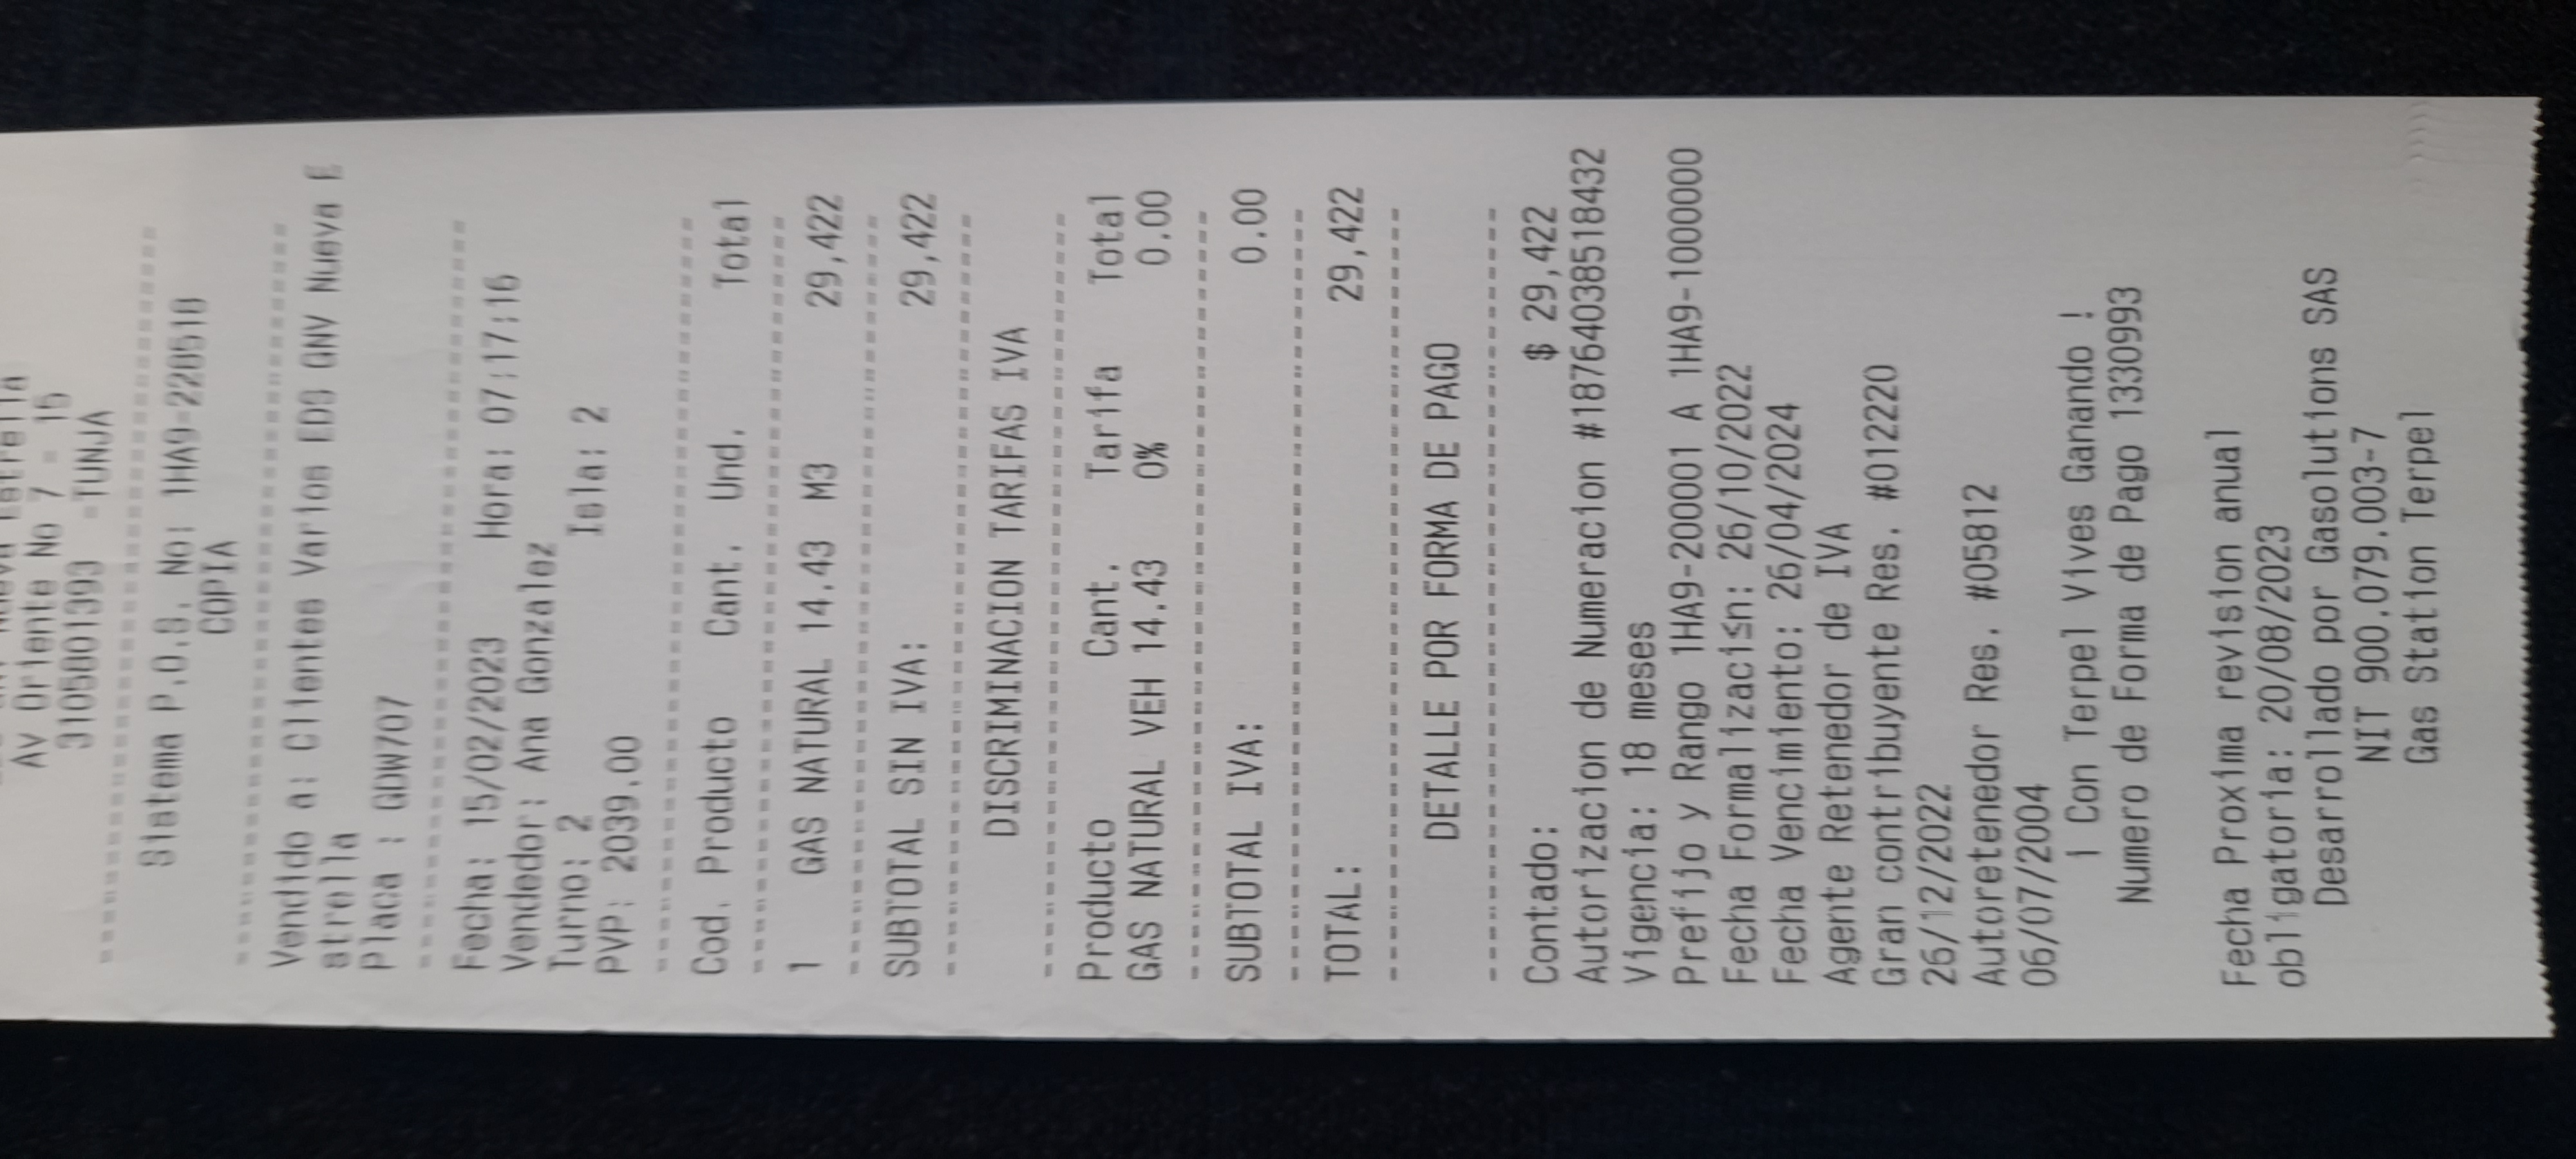 AV Oriente No 7 - 15
3105801393 -TUNJA
Sistema P.O.S. No: 1HA9-220510
COPIA
Vendido a: Clientes Varios EDS GNV Nueva E
strella
Placa : GDW707
Fecha: 15/02/2023 Hora: 07:17:16
Vendedor: Ana Gonzalez
Turno: 2 Isla: 2
PVP: 2039.00
Cod. Producto Cant. Und. Total
1 GAS NATURAL 14.43 M3 29,422
SUBTOTAL SIN IVA: 29,422
DISCRIMINACION TARIFAS IVA
Producto Cant. Tarifa Total
GAS NATURAL VEH 14.43 0% 0.00
SUBTOTAL IVA: 0.00
TOTAL: 29,422
DETALLE POR FORMA DE PAGO
Contado: $ 29,422
Autorizacion de Numeracion #18764038518432
Vigencia: 18 meses
Prefijo y Rango 1HA9-200001 A 1HA9-1000000
Fecha Formalizaci≤n: 26/10/2022
Fecha Vencimiento: 26/04/2024
Agente Retenedor de IVA
Gran contribuyente Res. #012220
26/12/2022
Autoretenedor Res. #05812
06/07/2004
¡ Con Terpel Vives Ganando !
Numero de Forma de Pago 1330993
Fecha Proxima revision anual
obligatoria: 20/08/2023
Desarrollado por Gasolutions SAS
NIT 900.079.003-7
Gas Station Terpel